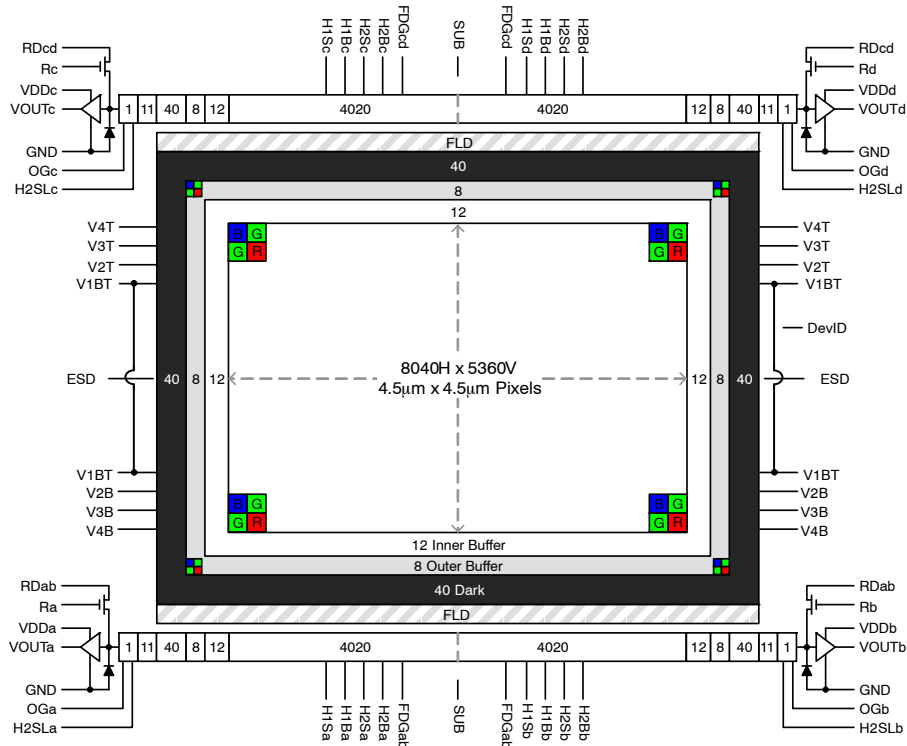 H1Sc H1Bc H2Sc H2Bc FDGcd SUB FDGcd H1Sd H1Bd H2Sd H2Bd
RDcd RDcd
Rc Rd
VDDc VDDd
VOUTc 1 11 40 8 12 4020 4020 12 8 40 11 1 VOUTd
GND FLD GND
OGc 40 OGd
H2SLc 8 H2SLd
12
V4T B G B G V4T
V3T G R G R V3T
V2T V2T
V1BT V1BT
DevID
8040H x 5360V
ESD 40 8 12 12 8 40 ESD
4.5μm x 4.5μm Pixels
V1BT V1BT
V2B B G B G V2B
V3B G R G R V3B
V4B V4B
12 Inner Buffer
8 Outer Buffer
RDab 40 Dark RDab
Ra FLD Rb
VDDa VDDb
VOUTa 1 11 40 8 12 4020 4020 12 8 40 11 1 VOUTb
GND GND
OGa OGb
H2SLa H2SLb
H1Sa H1Ba H2Sa H2Ba FDGab SUB FDGab H1Sb H1Bb H2Sb H2Bb